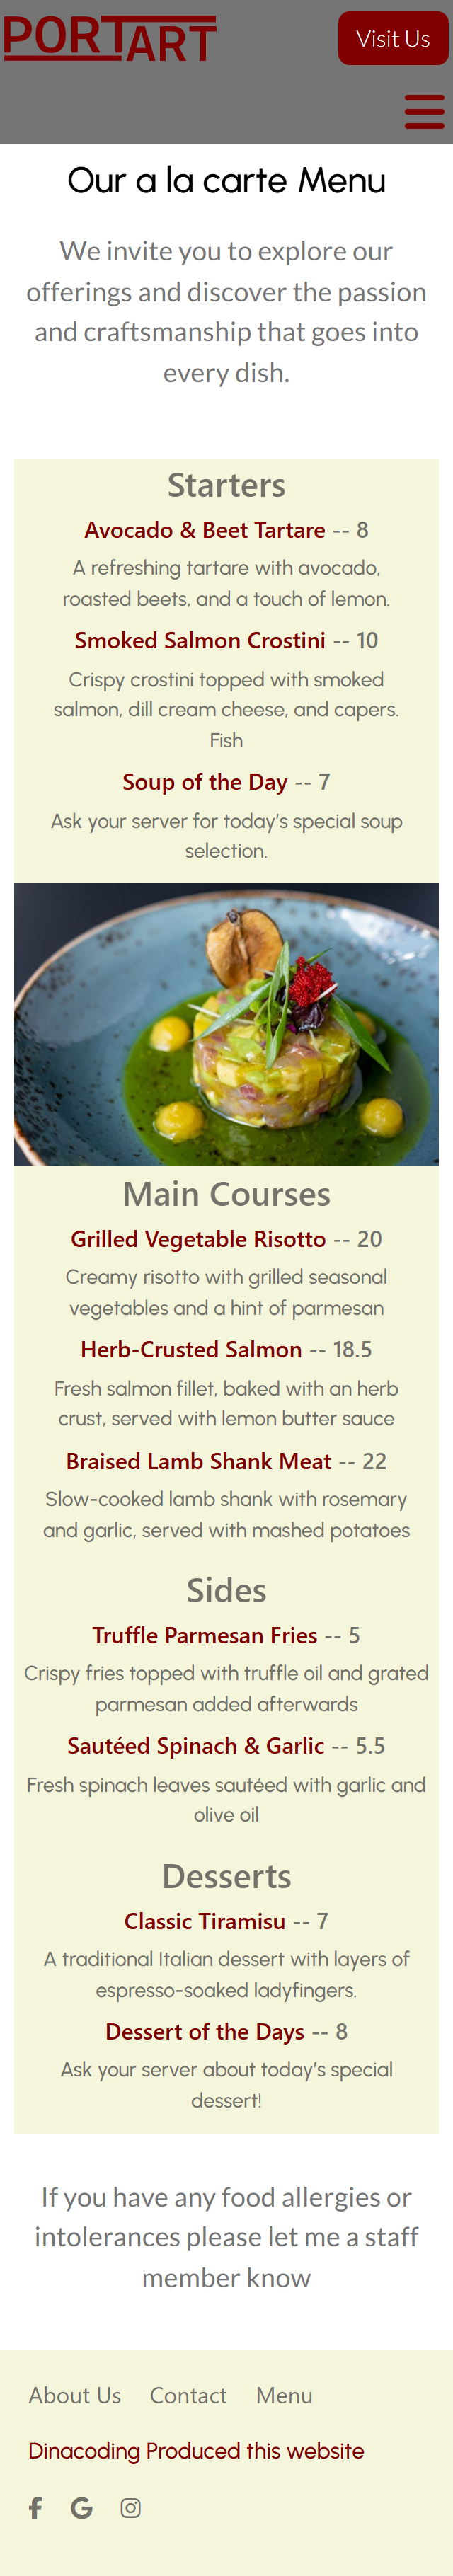 PORTART
Visit Us
Our a la carte Menu
We invite you to explore our
offerings and discover the passion
and craftsmanship that goes into
every dish.
Starters
Avocado & Beet Tartare -- 8
A refreshing tartare with avocado,
roasted beets, and a touch of lemon.
Smoked Salmon Crostini -- 10
Crispy crostini topped with smoked
salmon, dill cream cheese, and capers.
Fish
Soup of the Day -- 7
Ask your server for today's special soup
selection.
Main Courses
Grilled Vegetable Risotto -- 20
Creamy risotto with grilled seasonal
vegetables and a hint of parmesan
Herb-Crusted Salmon -- 18.5
Fresh salmon fillet, baked with an herb
crust, served with lemon butter sauce
Braised Lamb Shank Meat -- 22
Slow-cooked lamb shank with rosemary
and garlic, served with mashed potatoes
Sides
Truffle Parmesan Fries -- 5
Crispy fries topped with truffle oil and grated
parmesan added afterwards
Sautéed Spinach & Garlic -- 5.5
Fresh spinach leaves sautéed with garlic and
olive oil
Desserts
Classic Tiramisu -- 7
A traditional Italian dessert with layers of
espresso-soaked ladyfingers.
Dessert of the Days -- 8
Ask your server about today's special
dessert!
If you have any food allergies or
intolerances please let me a staff
member know
About Us Contact Menu
Dinacoding Produced this website